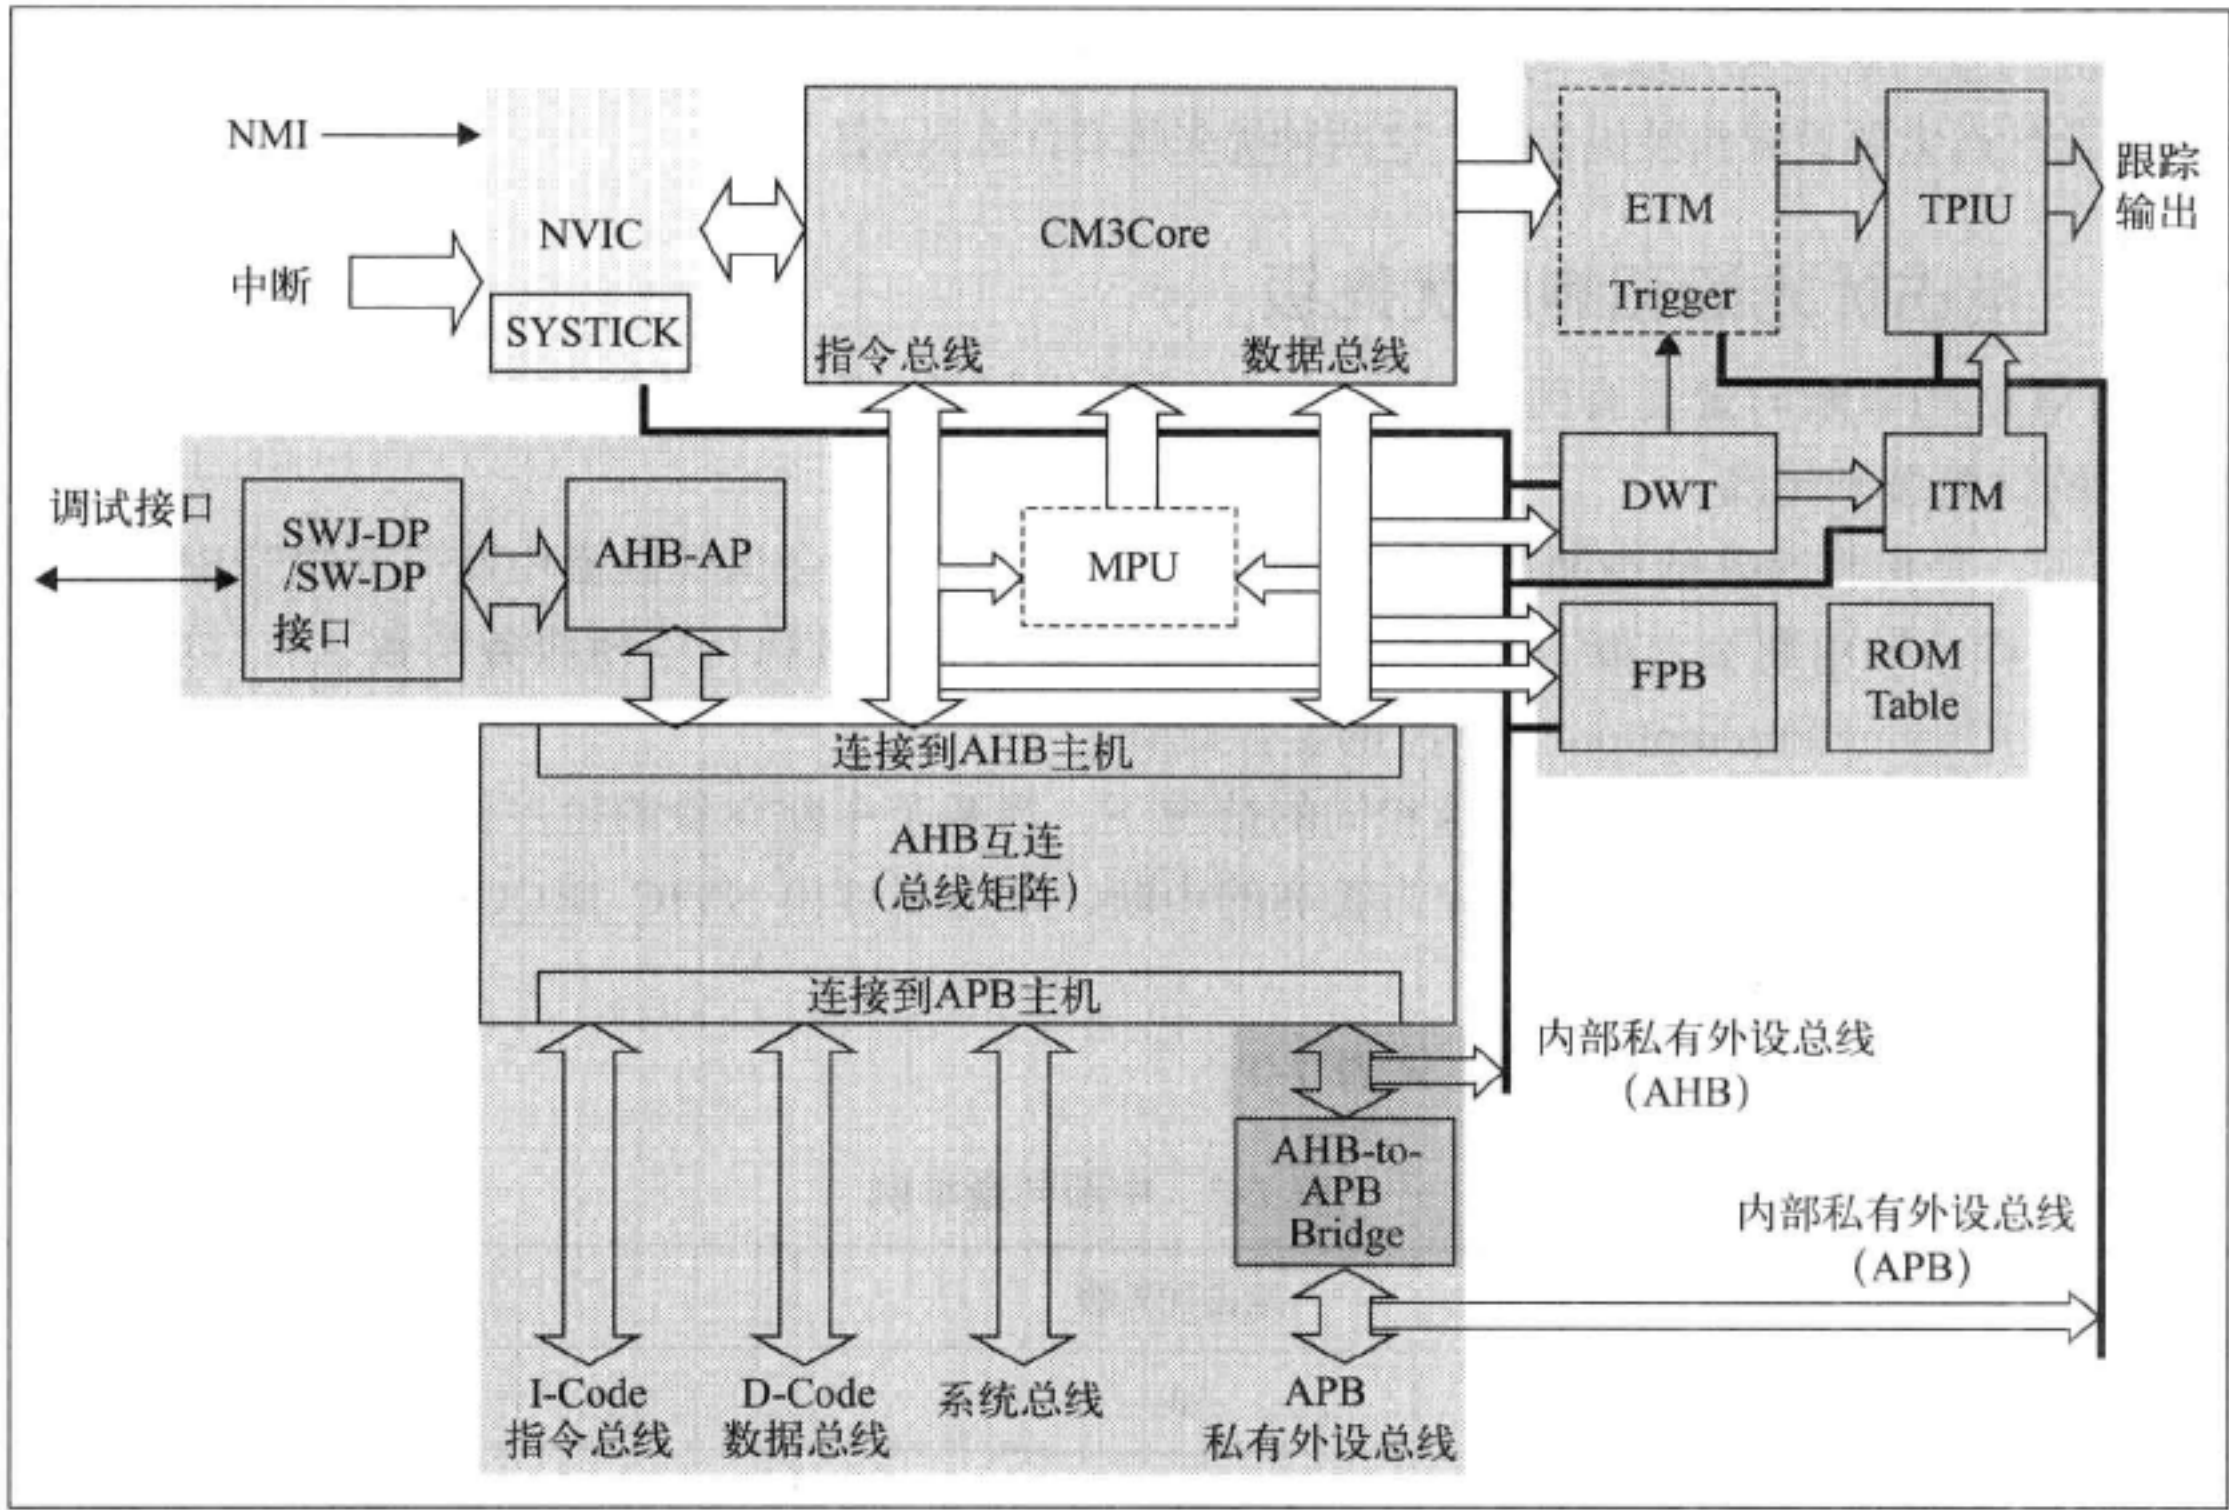 NMI
中断
NVIC
SYSTICK
CM3Core
指令总线
数据总线
ETM
Trigger
TPIU
跟踪
输出
调试接口
SWJ-DP
/SW-DP
接口
AHB-AP
MPU
DWT
ITM
FPB
ROM
Table
连接到AHB主机
AHB互连
（总线矩阵）
连接到APB主机
内部私有外设总线
（AHB）
AHB-to-
APB
Bridge
内部私有外设总线
（APB）
I-Code
指令总线
D-Code
数据总线
系统总线
APB
私有外设总线